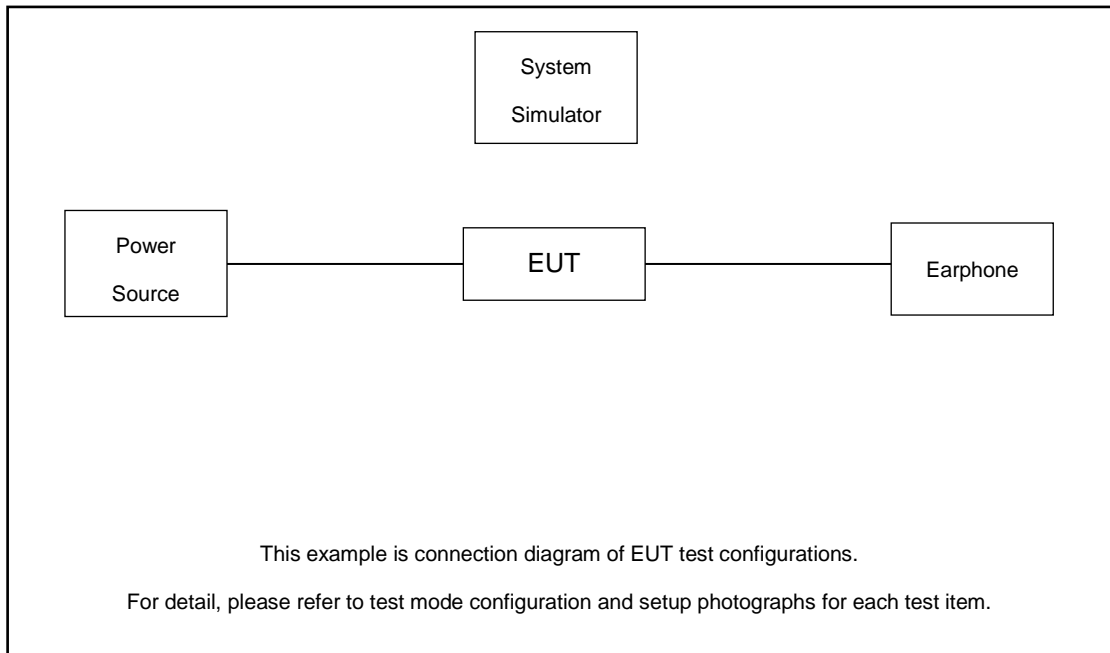 System
Simulator
Power
Source
EUT
Earphone
This example is connection diagram of EUT test configurations.
For detail, please refer to test mode configuration and setup photographs for each test item.